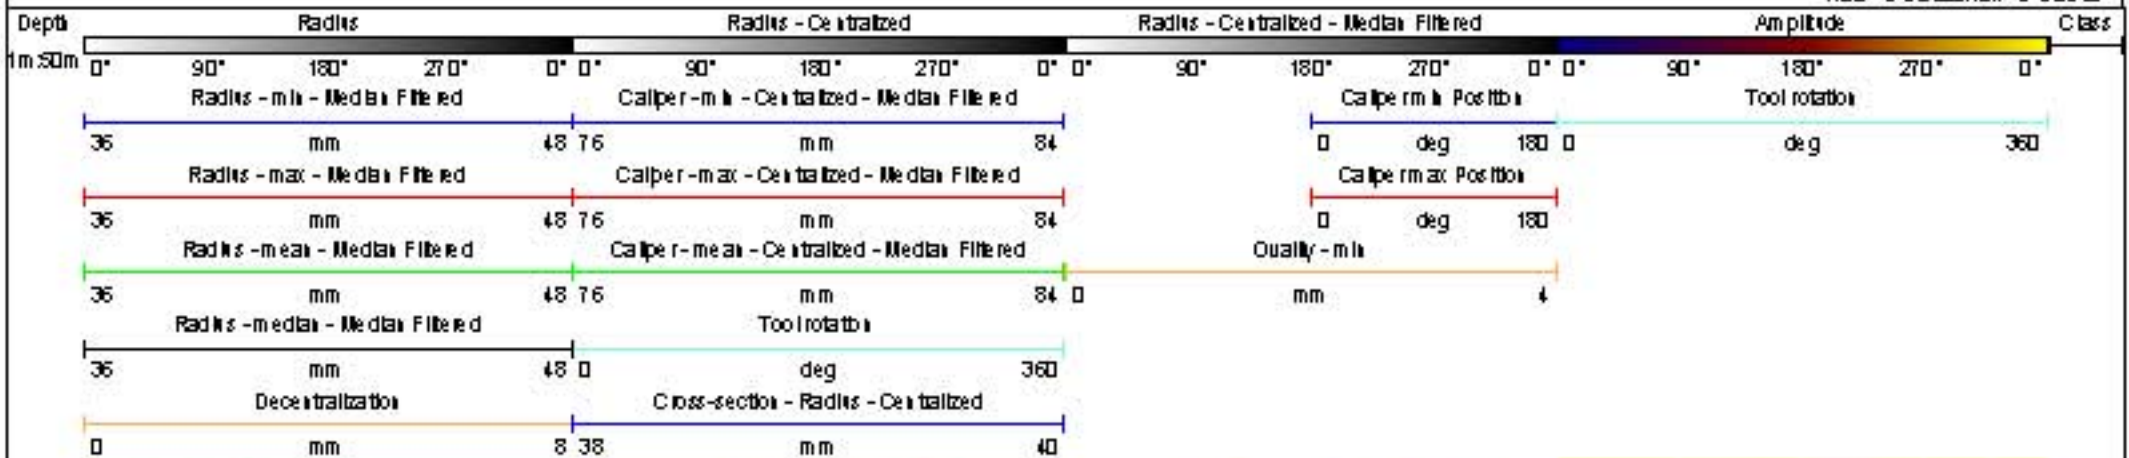 Depth Radius Radius - Centralized Radius - Centralized - Median Filtered Amplitude Class
1m:50m 0° 90° 180° 270° 0° 0° 90° 180° 270° 0° 0° 90° 180° 270° 0° 0° 90° 180° 270° 0°
Radius - min - Median Filtered Caliper - min - Centralized - Median Filtered Caliper min Position Tool rotation
36 mm 48 76 mm 84 0 deg 180 0 deg 360
Radius - max - Median Filtered Caliper - max - Centralized - Median Filtered Caliper max Position
36 mm 48 76 mm 84 0 deg 180
Radius - mean - Median Filtered Caliper - mean - Centralized - Median Filtered Quality - min
36 mm 48 76 mm 84 0 mm 4
Radius - median - Median Filtered Tool rotation
36 mm 48 0 deg 360
Decentralization Cross-section - Radius - Centralized
0 mm 8 38 mm 40